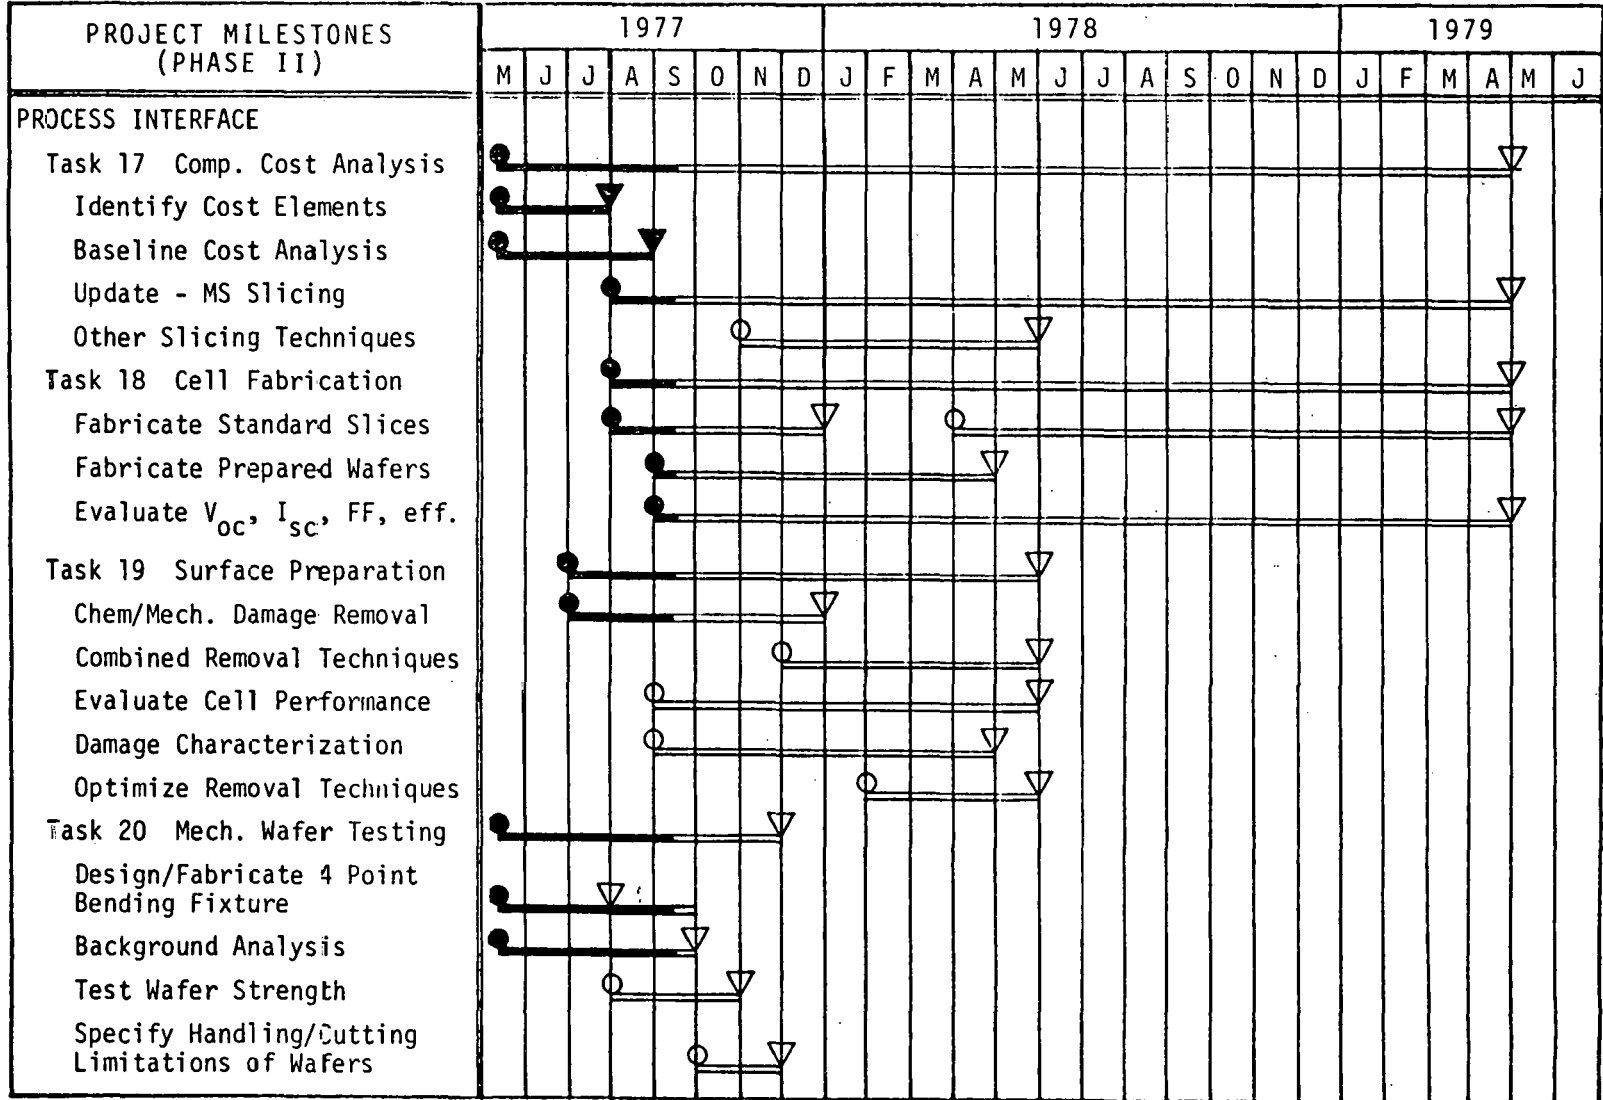 PROJECT MILESTONES
(PHASE II)
1977 1978 1979
M J J A S O N D J F M A M J J A S O N D J F M A M J
PROCESS INTERFACE
Task 17 Comp. Cost Analysis
Identify Cost Elements
Baseline Cost Analysis
Update - MS Slicing
Other Slicing Techniques
Task 18 Cell Fabrication
Fabricate Standard Slices
Fabricate Prepared Wafers
Evaluate Voc, Isc, FF, eff.
Task 19 Surface Preparation
Chem/Mech. Damage Removal
Combined Removal Techniques
Evaluate Cell Performance
Damage Characterization
Optimize Removal Techniques
Task 20 Mech. Wafer Testing
Design/Fabricate 4 Point
Bending Fixture
Background Analysis
Test Wafer Strength
Specify Handling/Cutting
Limitations of Wafers